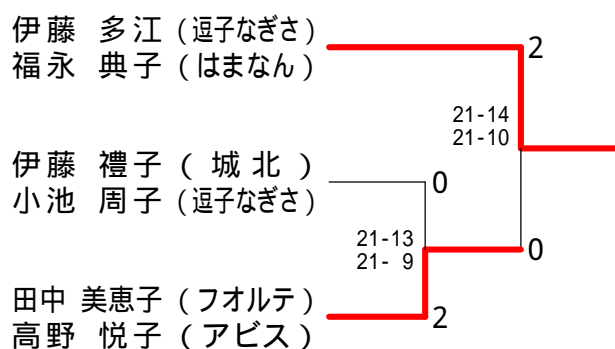 伊藤 多江 (逗子なぎさ)
福永 典子 (はまなん)
2
21-14
21-10
伊藤 禮子 ( 城 北 )
小池 周子 (逗子なぎさ)
0
21-13
21- 9
0
田中 美恵子 (フオルテ)
高野 悦子 (アビス)
2